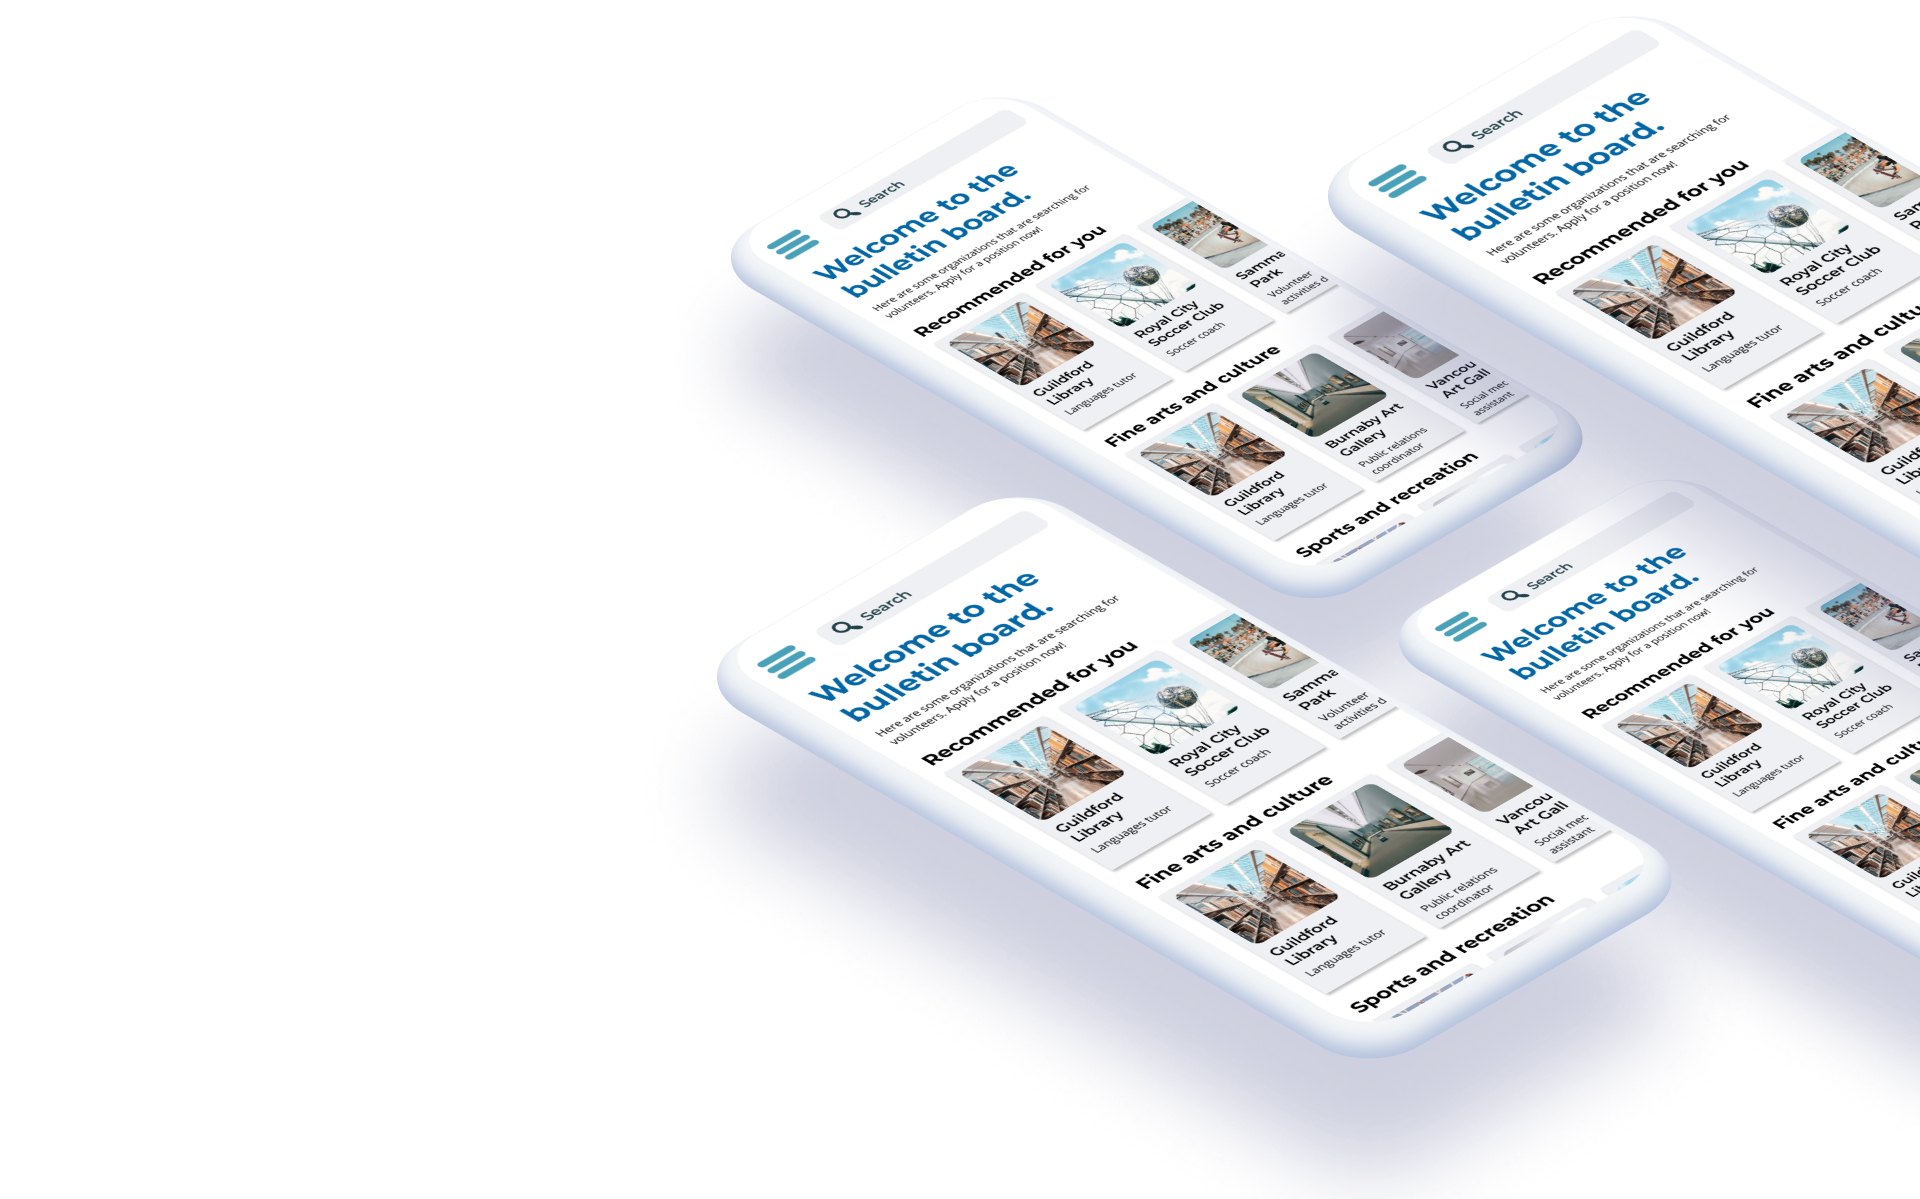 Search
Welcome to the
bulletin board.
Here are some organizations that are searching for
volunteers. Apply for a position now!
Recommended for you
Guildford
Library
Languages tutor
Royal City
Soccer Club
Soccer coach
Samma
Park
Volunteer
activities d
Fine arts and culture
Guildford
Library
Languages tutor
Burnaby Art
Gallery
Public relations
coordinator
Vancou
Art Gall
Social mec
assistant
Sports and recreation
Search
Welcome to the
bulletin board.
Here are some organizations that are searching for
volunteers. Apply for a position now!
Recommended for you
Guildford
Library
Languages tutor
Royal City
Soccer Club
Soccer coach
Fine arts and cultu
Search
Welcome to the
bulletin board.
Here are some organizations that are searching for
volunteers. Apply for a position now!
Recommended for you
Guildford
Library
Languages tutor
Royal City
Soccer Club
Soccer coach
Samma
Park
Volunteer
activities d
Fine arts and culture
Guildford
Library
Languages tutor
Burnaby Art
Gallery
Public relations
coordinator
Vancou
Art Gall
Social mec
assistant
Sports and recreation
Search
Welcome to the
bulletin board.
Here are some organizations that are searching for
volunteers. Apply for a position now!
Recommended for you
Guildford
Library
Languages tutor
Royal City
Soccer Club
Soccer coach
Fine arts and cultu